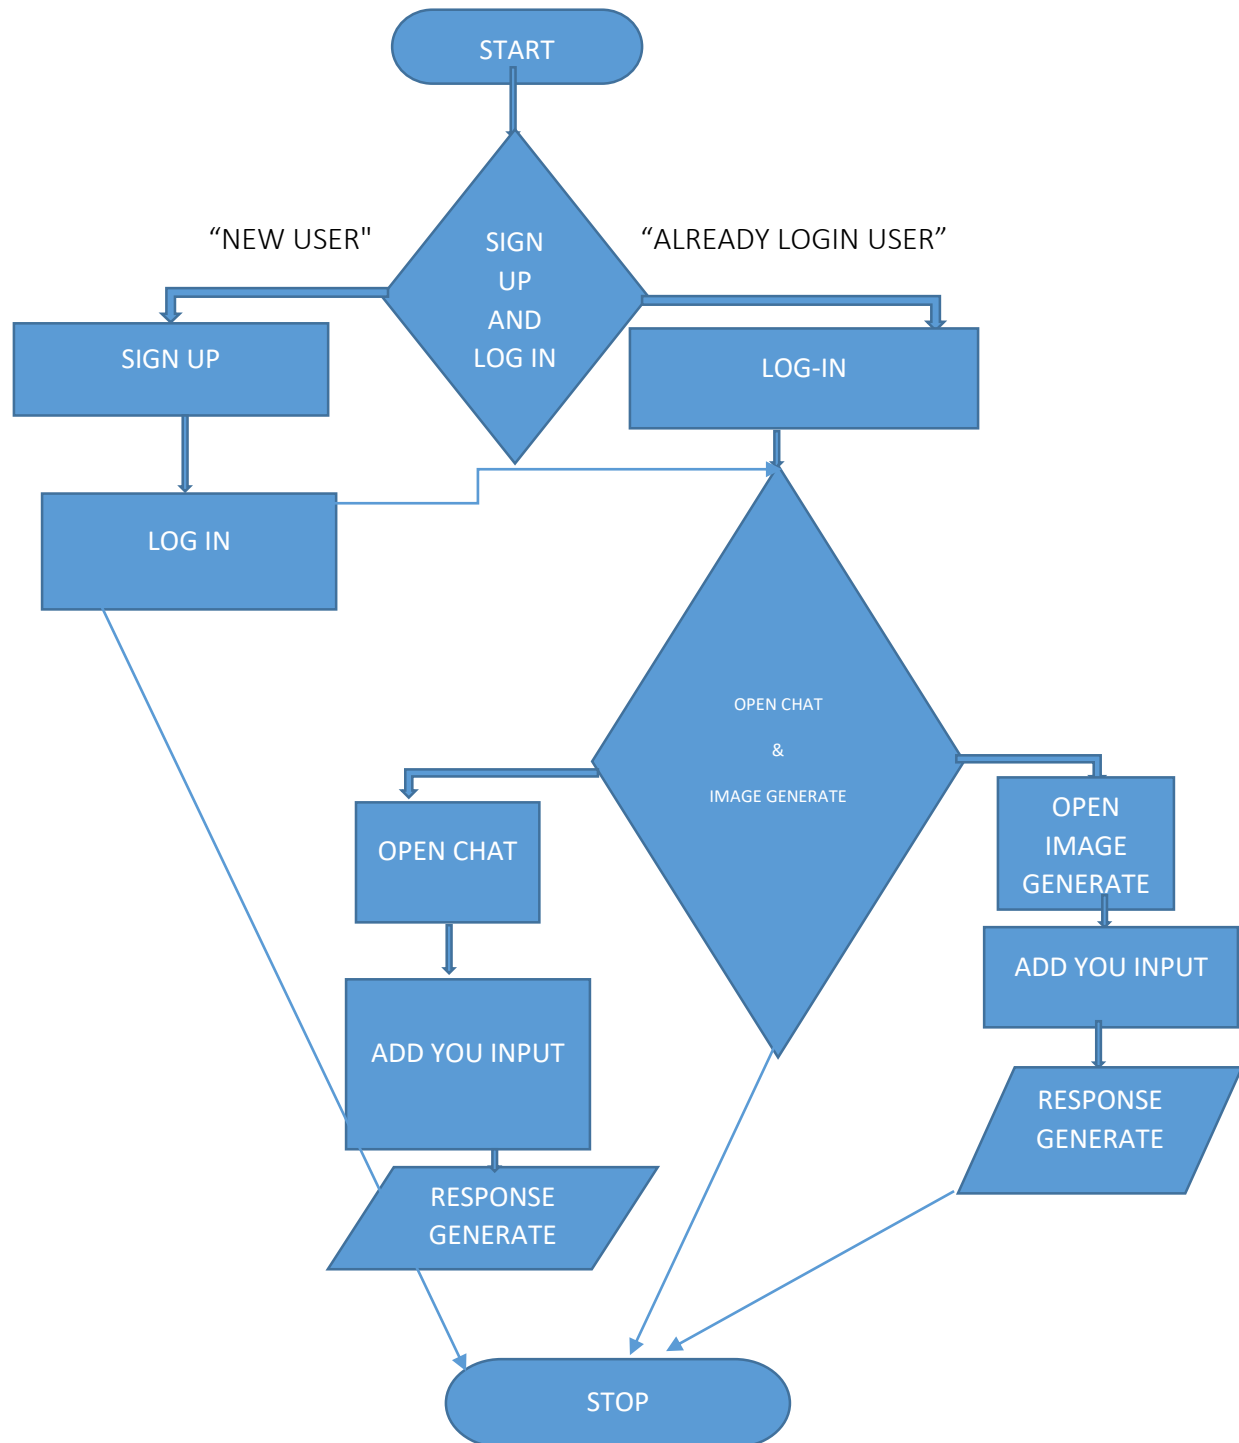 START
“NEW USER"
“ALREADY LOGIN USER”
SIGN
UP
AND
LOG IN
SIGN UP
LOG-IN
LOG IN
OPEN CHAT
&
IMAGE GENERATE
OPEN CHAT
OPEN
IMAGE
GENERATE
ADD YOU INPUT
ADD YOU INPUT
RESPONSE
GENERATE
RESPONSE
GENERATE
STOP